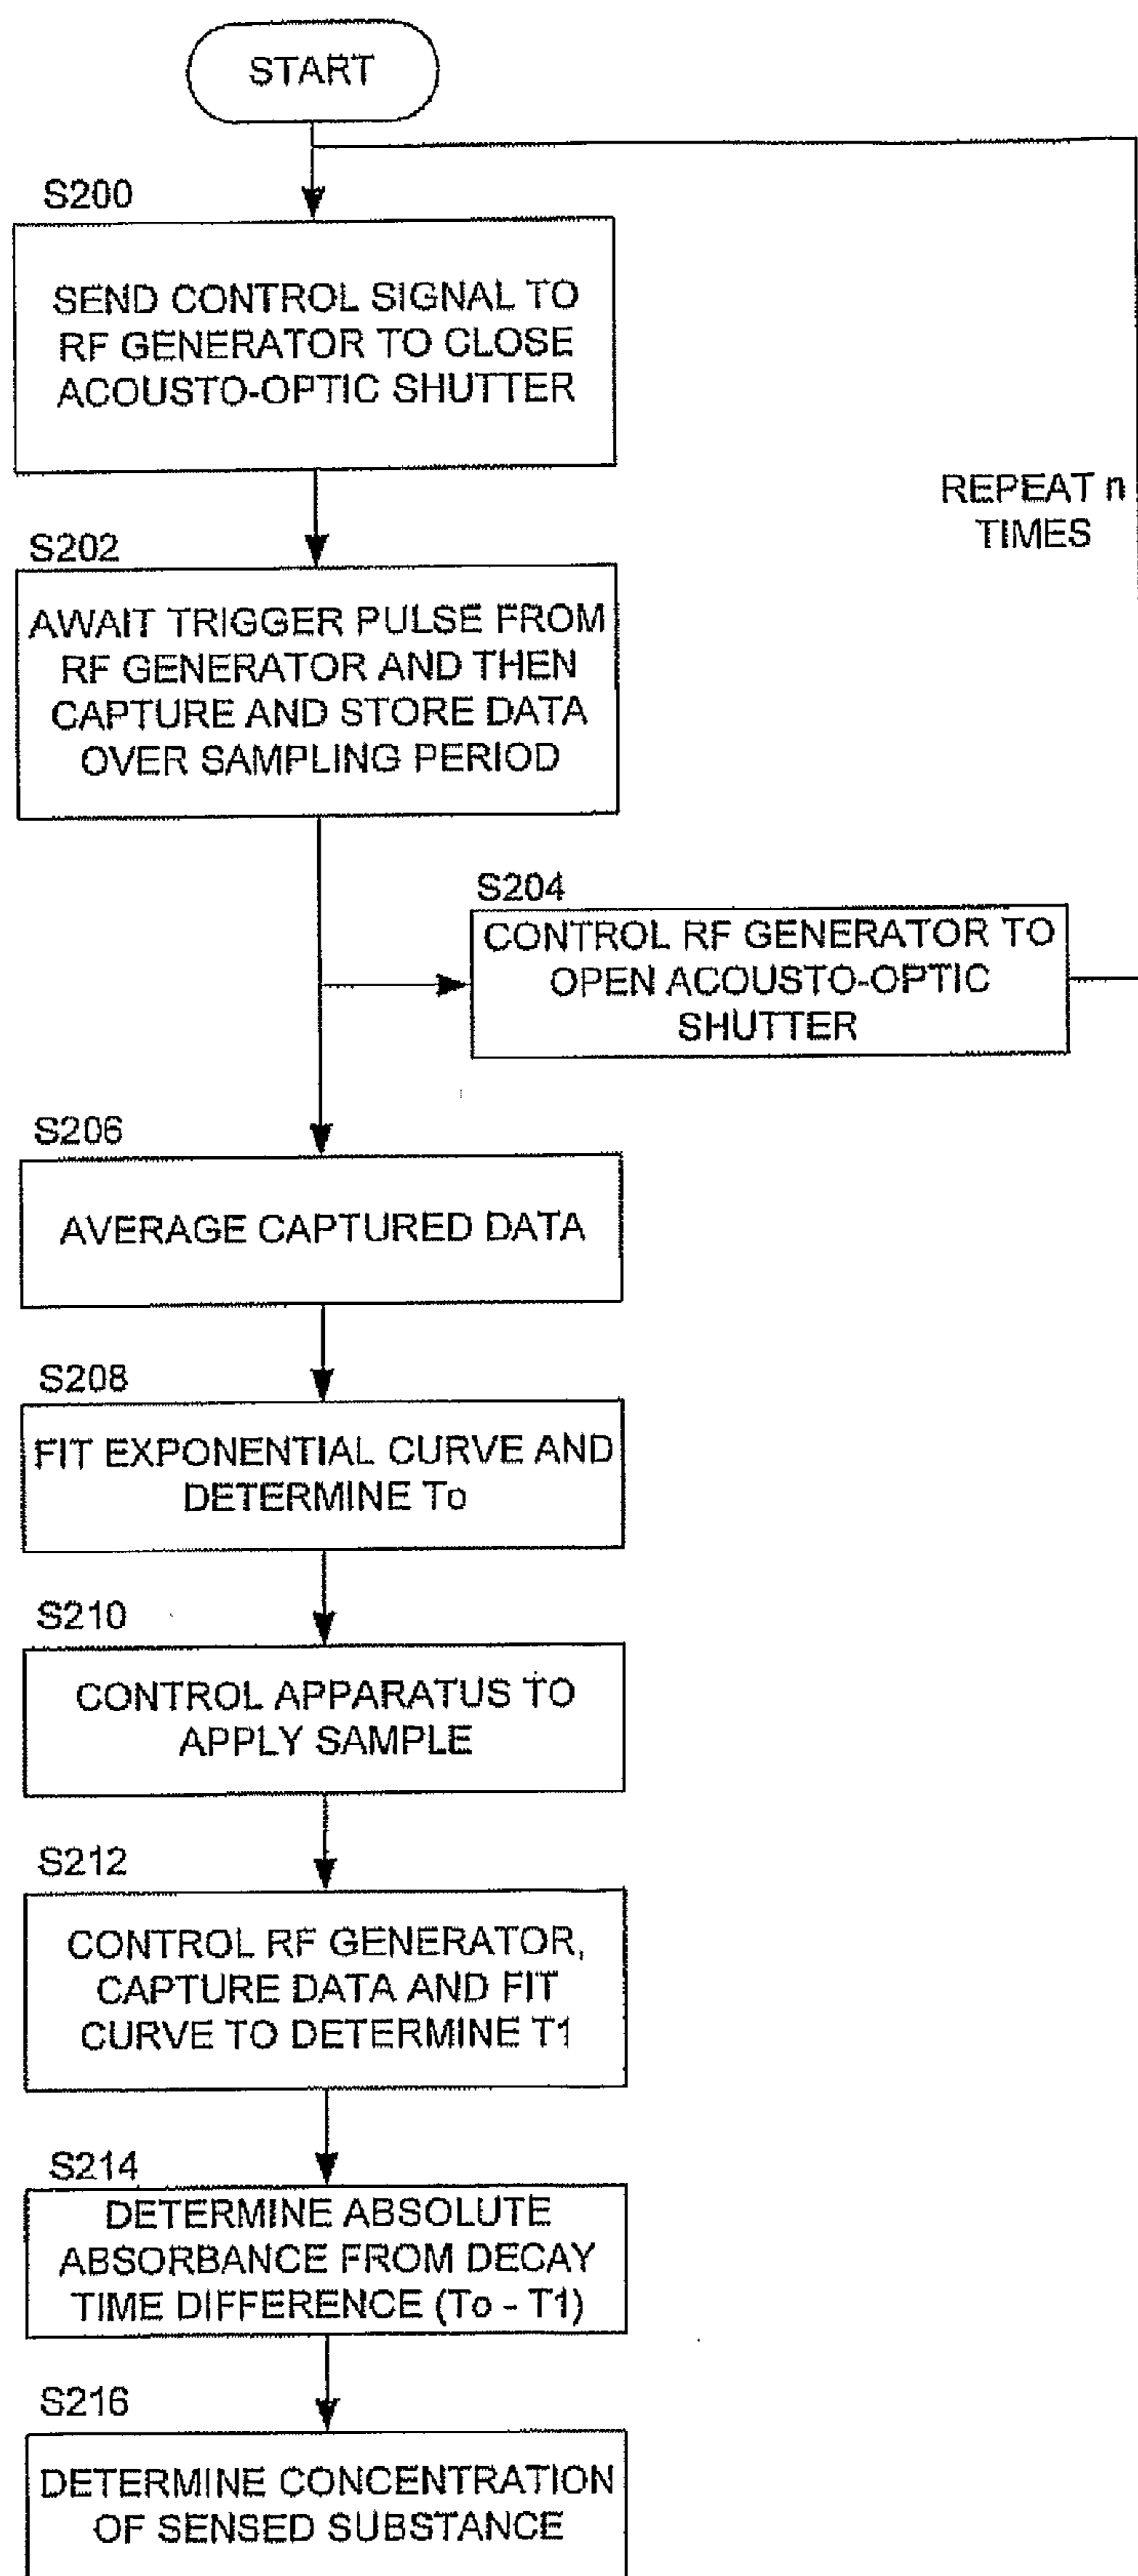 START
S200
SEND CONTROL SIGNAL TO
RF GENERATOR TO CLOSE
ACOUSTO-OPTIC SHUTTER
REPEAT n
TIMES
S202
AWAIT TRIGGER PULSE FROM
RF GENERATOR AND THEN
CAPTURE AND STORE DATA
OVER SAMPLING PERIOD
S204
CONTROL RF GENERATOR TO
OPEN ACOUSTO-OPTIC
SHUTTER
S206
AVERAGE CAPTURED DATA
S208
FIT EXPONENTIAL CURVE AND
DETERMINE To
S210
CONTROL APPARATUS TO
APPLY SAMPLE
S212
CONTROL RF GENERATOR,
CAPTURE DATA AND FIT
CURVE TO DETERMINE T1
S214
DETERMINE ABSOLUTE
ABSORBANCE FROM DECAY
TIME DIFFERENCE (To - T1)
S216
DETERMINE CONCENTRATION
OF SENSED SUBSTANCE